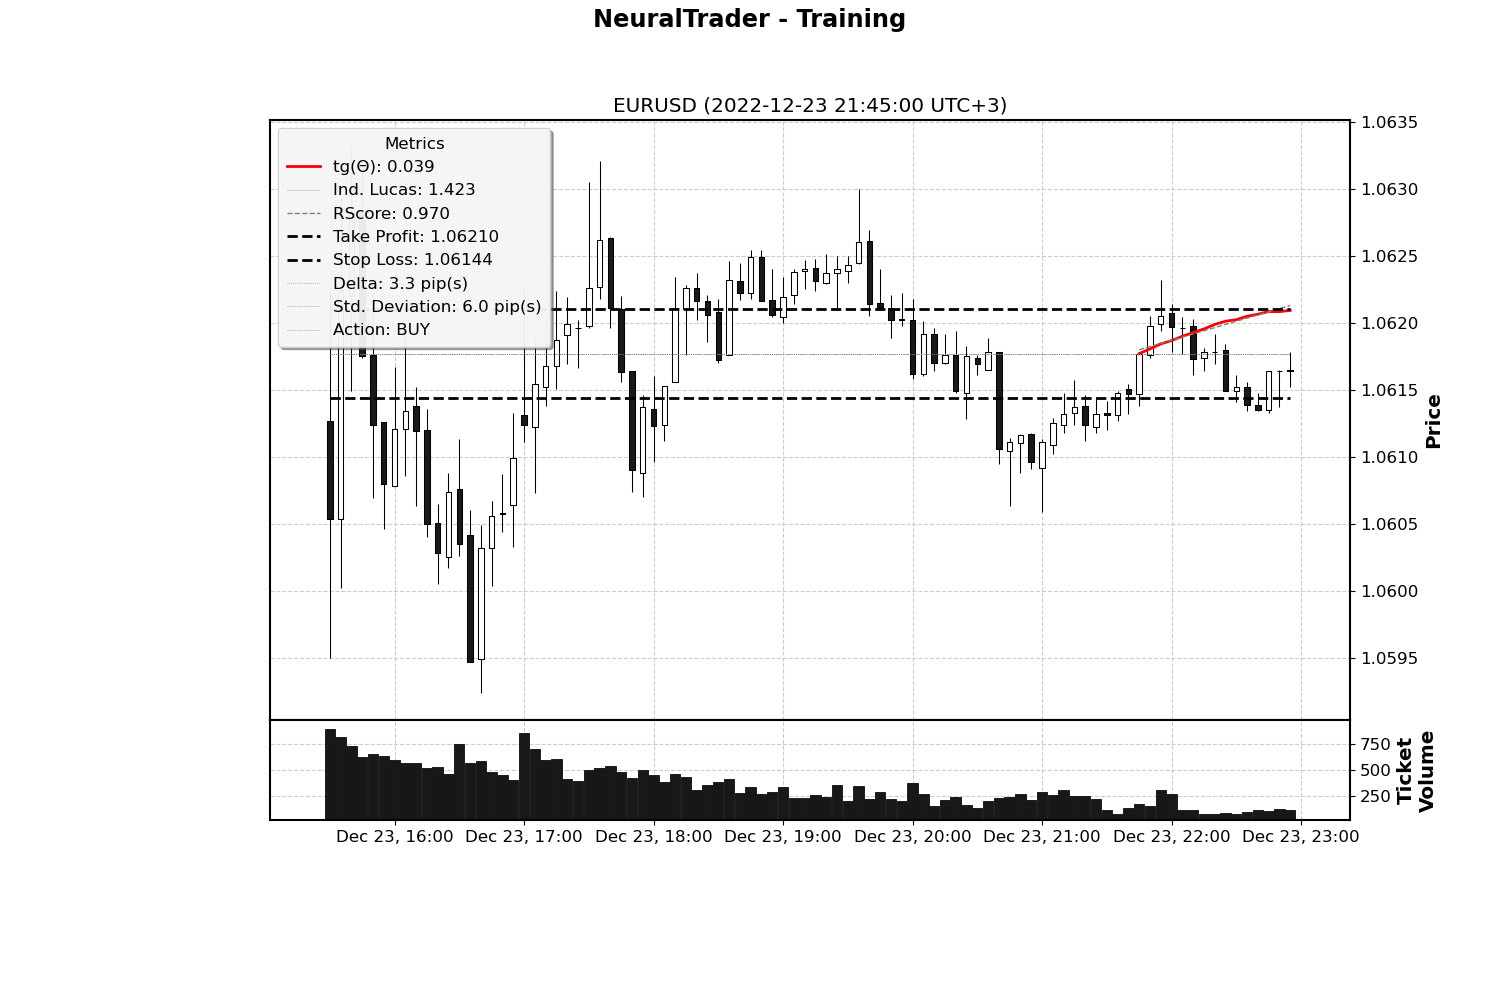 NeuralTrader - Training
EURUSD (2022-12-23 21:45:00 UTC+3)
Metrics
tg(Θ): 0.039
Ind. Lucas: 1.423
RScore: 0.970
Take Profit: 1.06210
Stop Loss: 1.06144
Delta: 3.3 pip(s)
Std. Deviation: 6.0 pip(s)
Action: BUY
1.0635
1.0630
1.0625
1.0620
1.0615
1.0610
1.0605
1.0600
1.0595
Price
750
500
250
Ticket
Volume
Dec 23, 16:00 Dec 23, 17:00 Dec 23, 18:00 Dec 23, 19:00 Dec 23, 20:00 Dec 23, 21:00 Dec 23, 22:00 Dec 23, 23:00